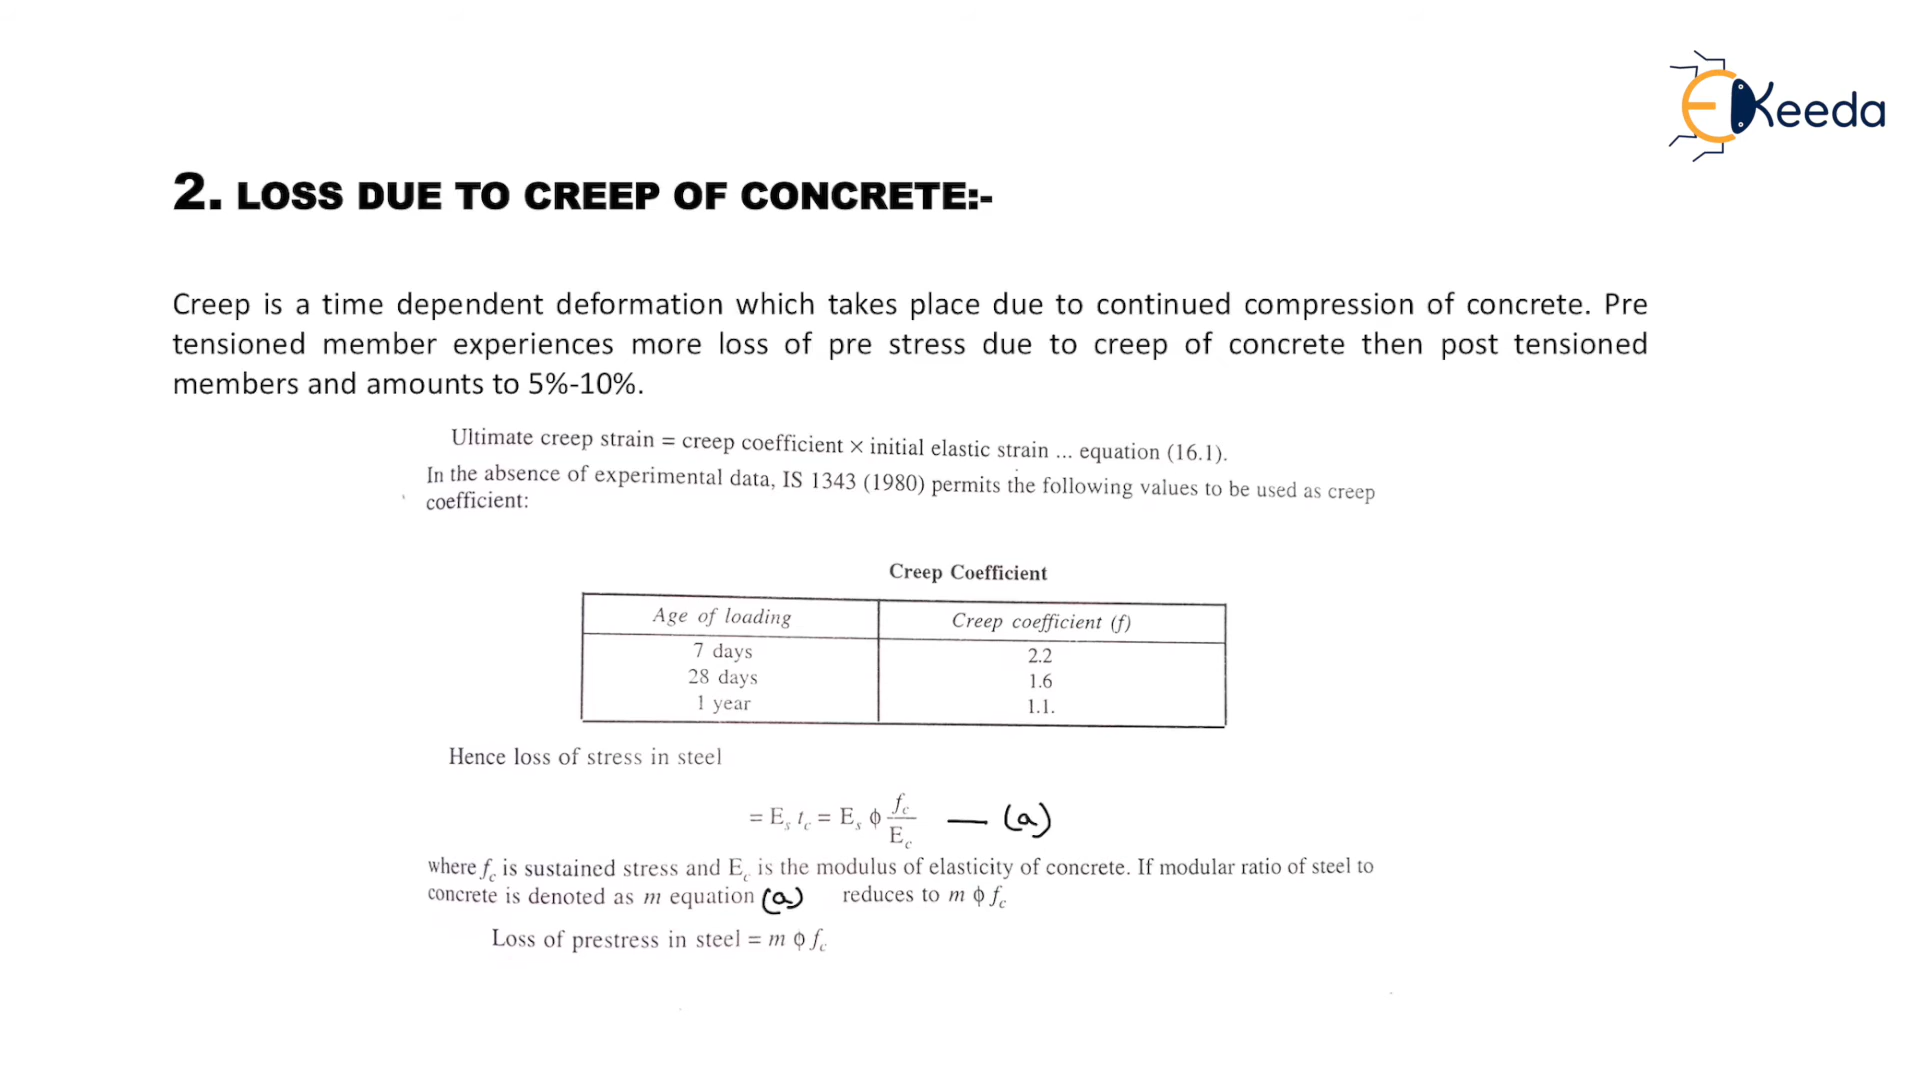 EKeeda
2. LOSS DUE TO CREEP OF CONCRETE:-
Creep is a time dependent deformation which takes place due to continued compression of concrete. Pre
tensioned member experiences more loss of pre stress due to creep of concrete then post tensioned
members and amounts to 5%-10%.
Ultimate creep strain = creep coefficient × initial elastic strain ... equation (16.1).
In the absence of experimental data, IS 1343 (1980) permits the following values to be used as creep
coefficient:
Creep Coefficient
Age of loading Creep coefficient (f)
7 days 2.2
28 days 1.6
1 year 1.1.
Hence loss of stress in steel
= E_s t_c = E_s ϕ f_c / E_c — (a)
where f_c is sustained stress and E_c is the modulus of elasticity of concrete. If modular ratio of steel to
concrete is denoted as m equation (a) reduces to m ϕ f_c
Loss of prestress in steel = m ϕ f_c